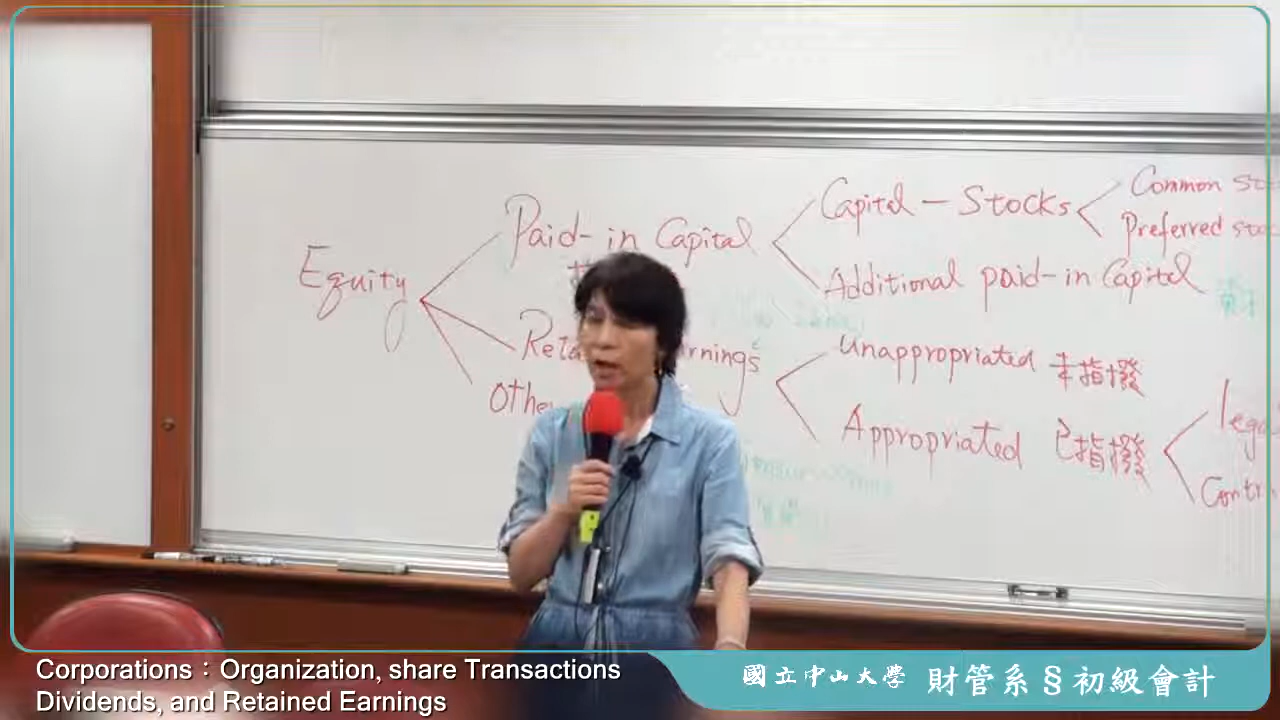 Equity
Paid-in Capital
Capital — Stocks
Common
Preferred
Additional paid-in Capital
Unappropriated 未指撥
Appropriated 已指撥
Corporations：Organization, share Transactions
Dividends, and Retained Earnings
國立中山大學 財管系§初級會計